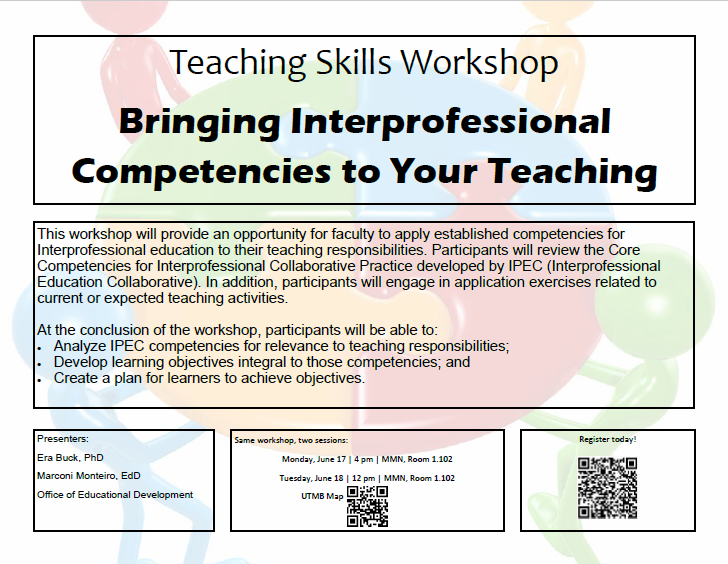 Teaching Skills Workshop
Bringing Interprofessional
Competencies to Your Teaching
This workshop will provide an opportunity for faculty to apply established competencies for
Interprofessional education to their teaching responsibilities. Participants will review the Core
Competencies for Interprofessional Collaborative Practice developed by IPEC (Interprofessional
Education Collaborative). In addition, participants will engage in application exercises related to
current or expected teaching activities.
At the conclusion of the workshop, participants will be able to:
• Analyze IPEC competencies for relevance to teaching responsibilities;
• Develop learning objectives integral to those competencies; and
• Create a plan for learners to achieve objectives.
Presenters:
Era Buck, PhD
Marconi Monteiro, EdD
Office of Educational Development
Same workshop, two sessions:
Monday, June 17 | 4 pm | MMN, Room 1.102
Tuesday, June 18 | 12 pm | MMN, Room 1.102
UTMB Map
Register today!